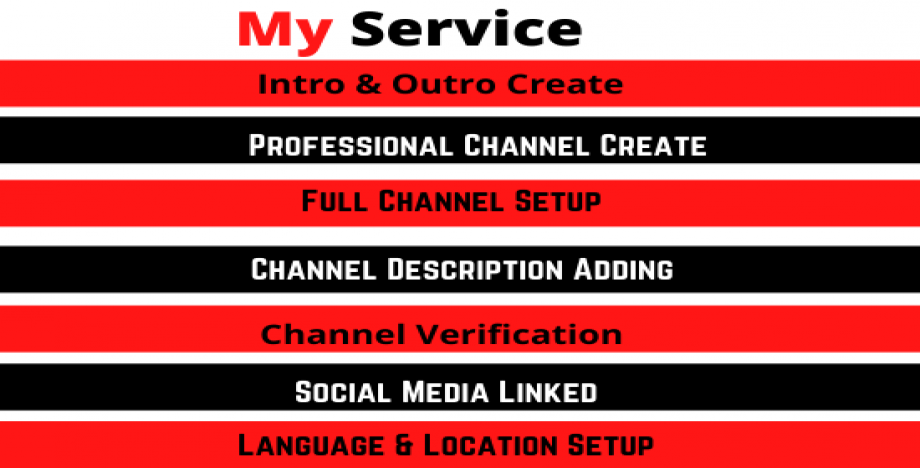 My Service
Intro & Outro Create
Professional Channel Create
Full Channel Setup
Channel Description Adding
Channel Verification
Social Media Linked
Language & Location Setup